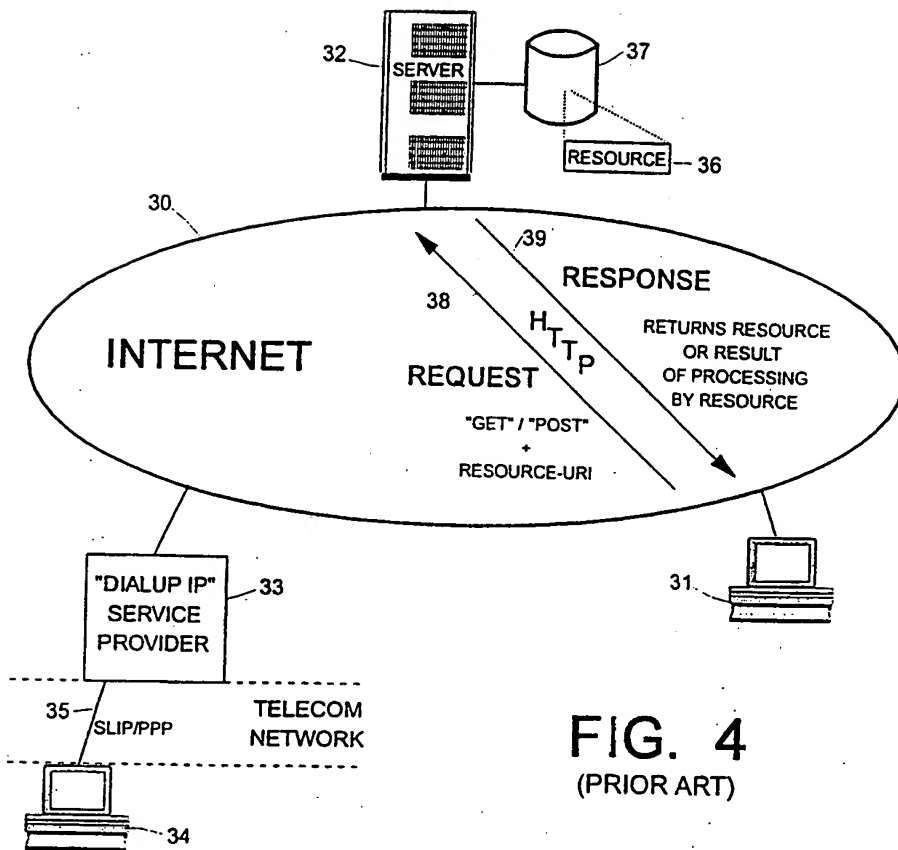 32
SERVER
37
RESOURCE
36
30
39
RESPONSE
38
HTTP
INTERNET
REQUEST
RETURNS RESOURCE
OR RESULT
OF PROCESSING
BY RESOURCE
"GET" / "POST"
+
RESOURCE-URI
"DIALUP IP"
SERVICE
PROVIDER
33
31
35
SLIP/PPP
TELECOM
NETWORK
FIG. 4
(PRIOR ART)
34